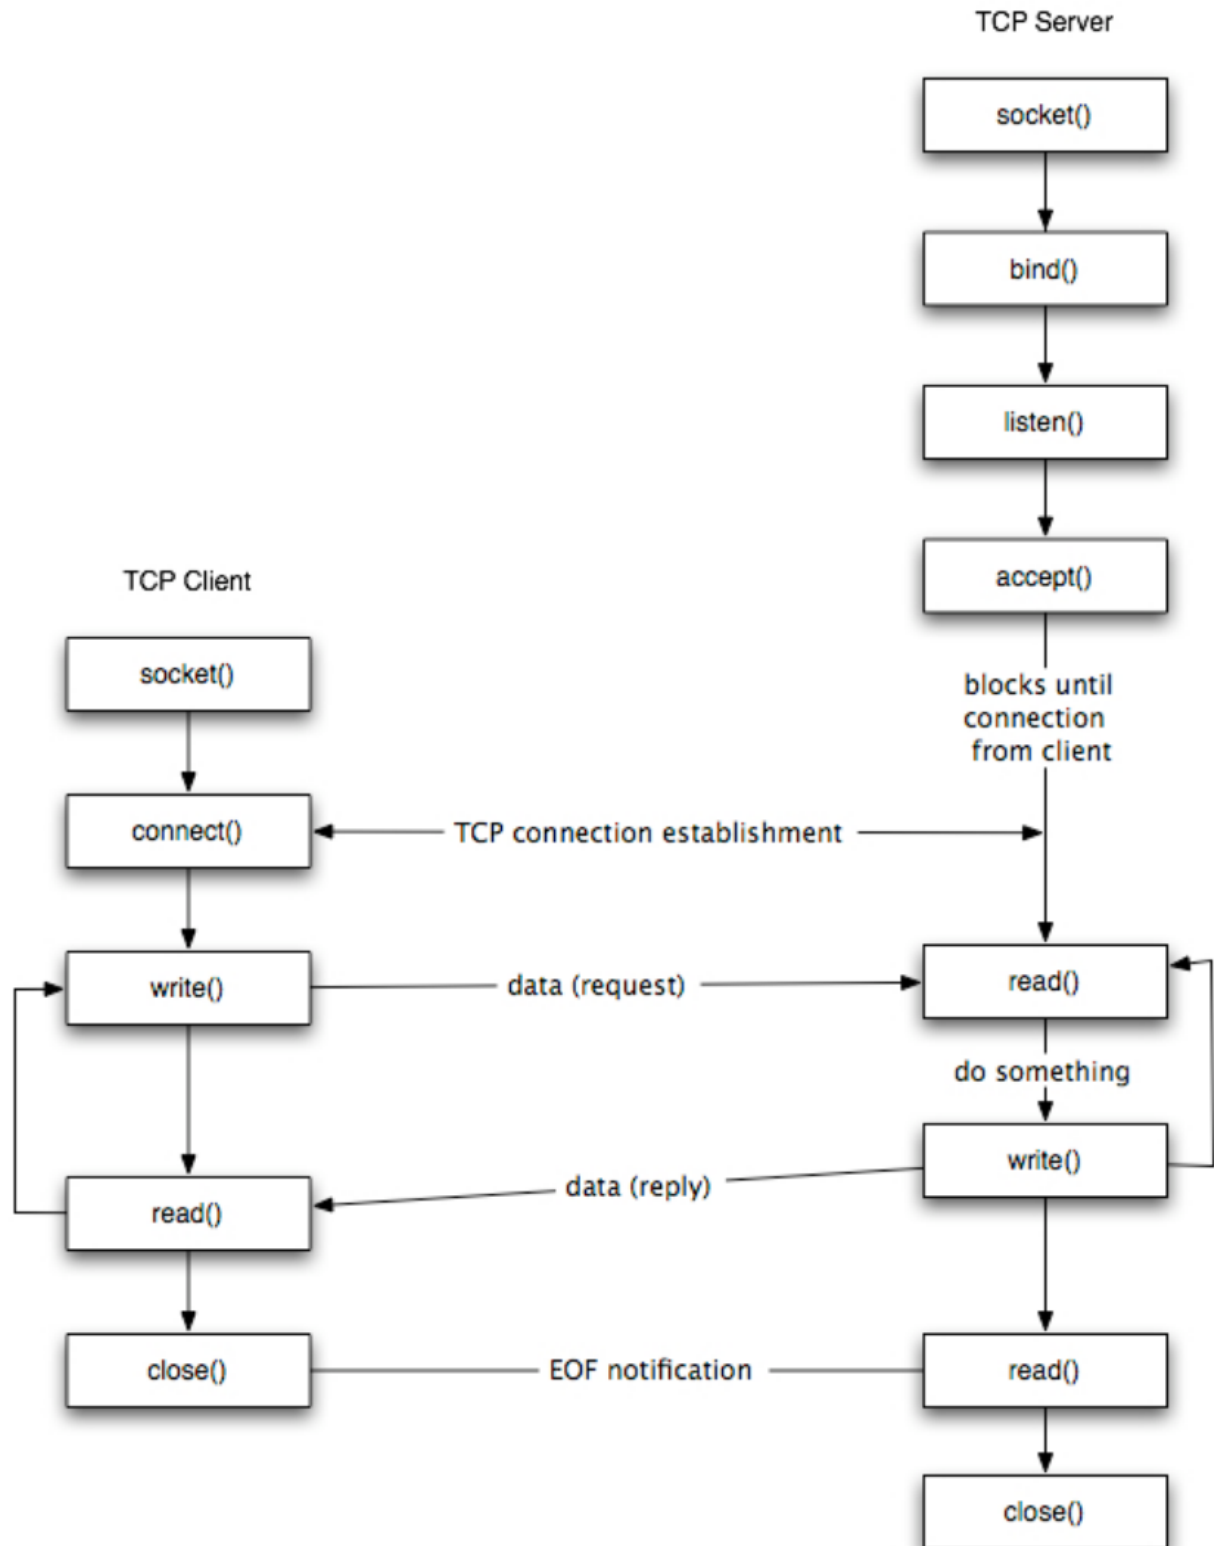 TCP Server
socket()
bind()
listen()
accept()
blocks until
connection
from client
TCP Client
socket()
connect()
TCP connection establishment
write()
data (request)
read()
do something
write()
data (reply)
read()
close()
EOF notification
read()
close()